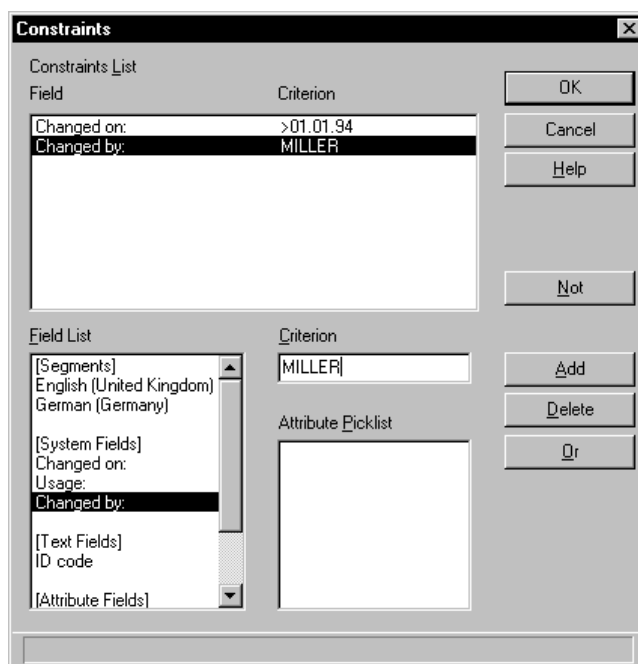 Constraints
Constraints List
Field Criterion
Changed on: >01.01.94
Changed by: MILLER
OK
Cancel
Help
Not
Field List
[Segments]
English (United Kingdom)
German (Germany)
[System Fields]
Changed on:
Usage:
Changed by:
[Text Fields]
ID code
[Attribute Fields]
Criterion
MILLER
Attribute Picklist
Add
Delete
Or